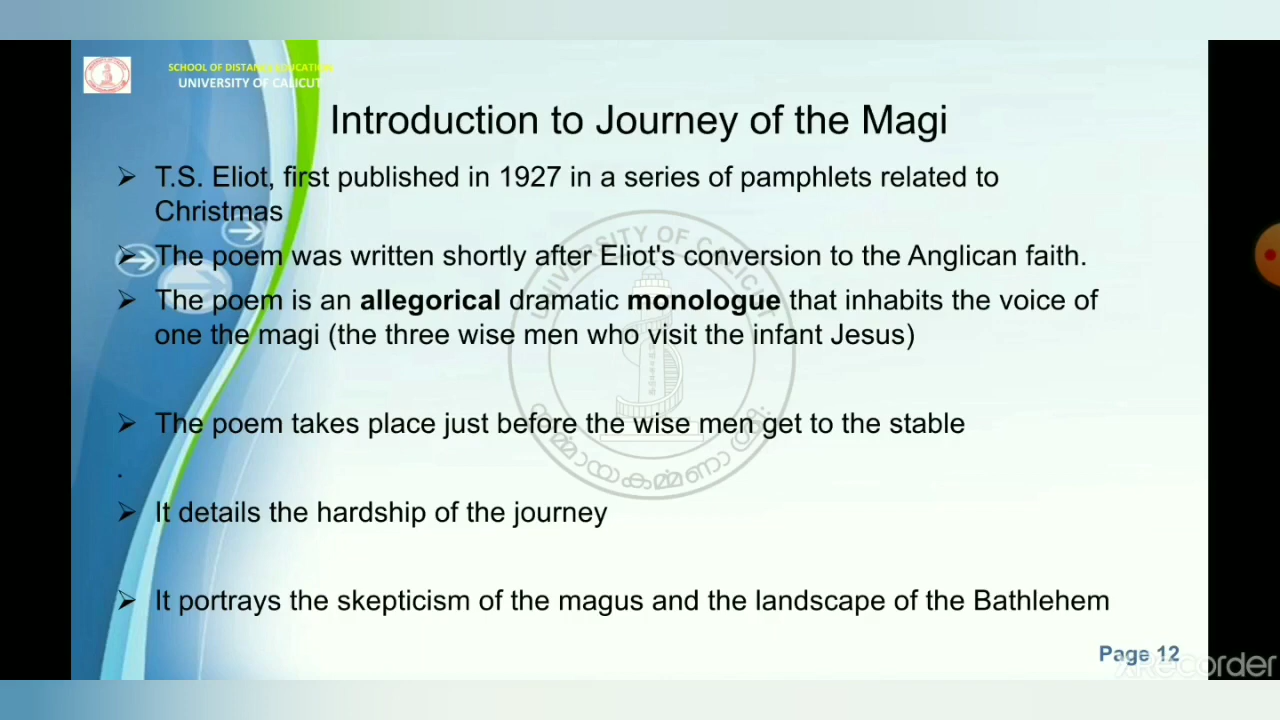 SCHOOL OF DISTANCE EDUCATION
UNIVERSITY OF CALICUT
Introduction to Journey of the Magi
T.S. Eliot, first published in 1927 in a series of pamphlets related to
Christmas
The poem was written shortly after Eliot's conversion to the Anglican faith.
The poem is an allegorical dramatic monologue that inhabits the voice of
one the magi (the three wise men who visit the infant Jesus)
The poem takes place just before the wise men get to the stable
.
It details the hardship of the journey
It portrays the skepticism of the magus and the landscape of the Bathlehem
UNIVERSITY OF CALICUT
Page 12
XRecorder